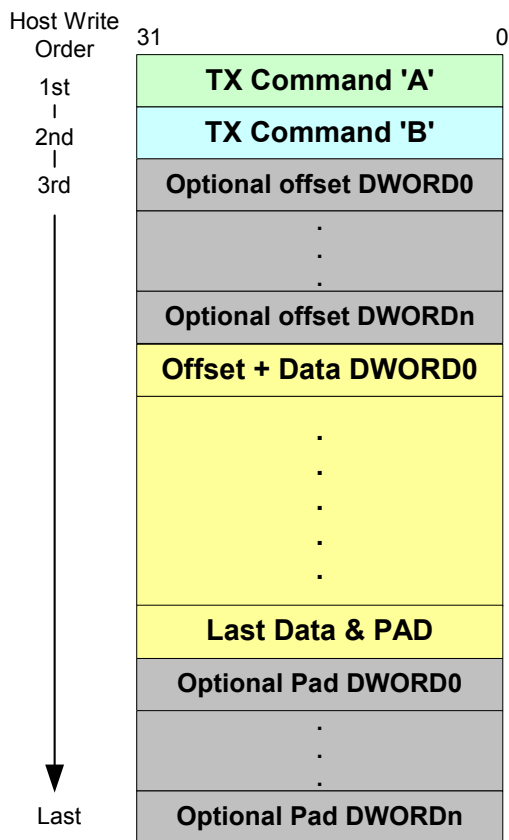 Host Write
Order
31
0
1st
TX Command 'A'
2nd
TX Command 'B'
3rd
Optional offset DWORD0
.
.
.
Optional offset DWORDn
Offset + Data DWORD0
.
.
.
.
.
Last Data & PAD
Optional Pad DWORD0
.
.
.
Last
Optional Pad DWORDn